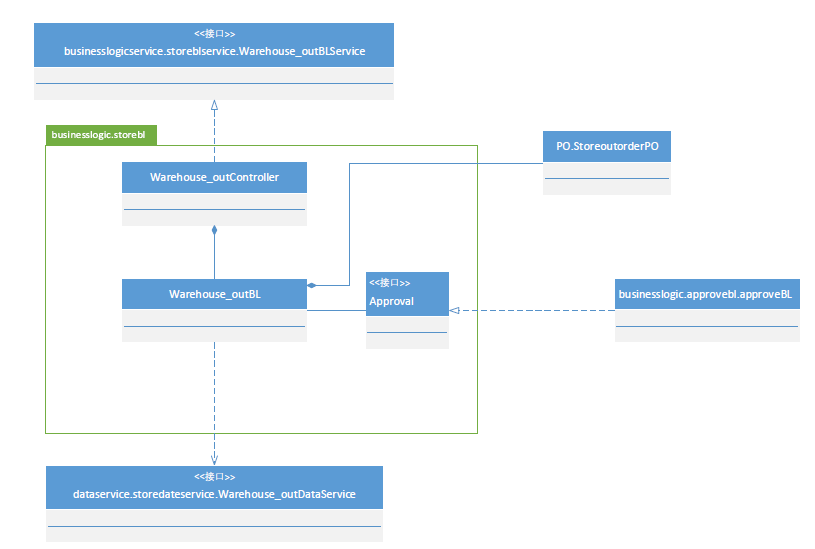 <<接口>>
businesslogicservice.storeblservice.Warehouse_outBLService
businesslogic.storebl
PO.StoreoutorderPO
Warehouse_outController
<<接口>>
Approval
Warehouse_outBL
businesslogic.approvebl.approveBL
<<接口>>
dataservice.storedateservice.Warehouse_outDataService